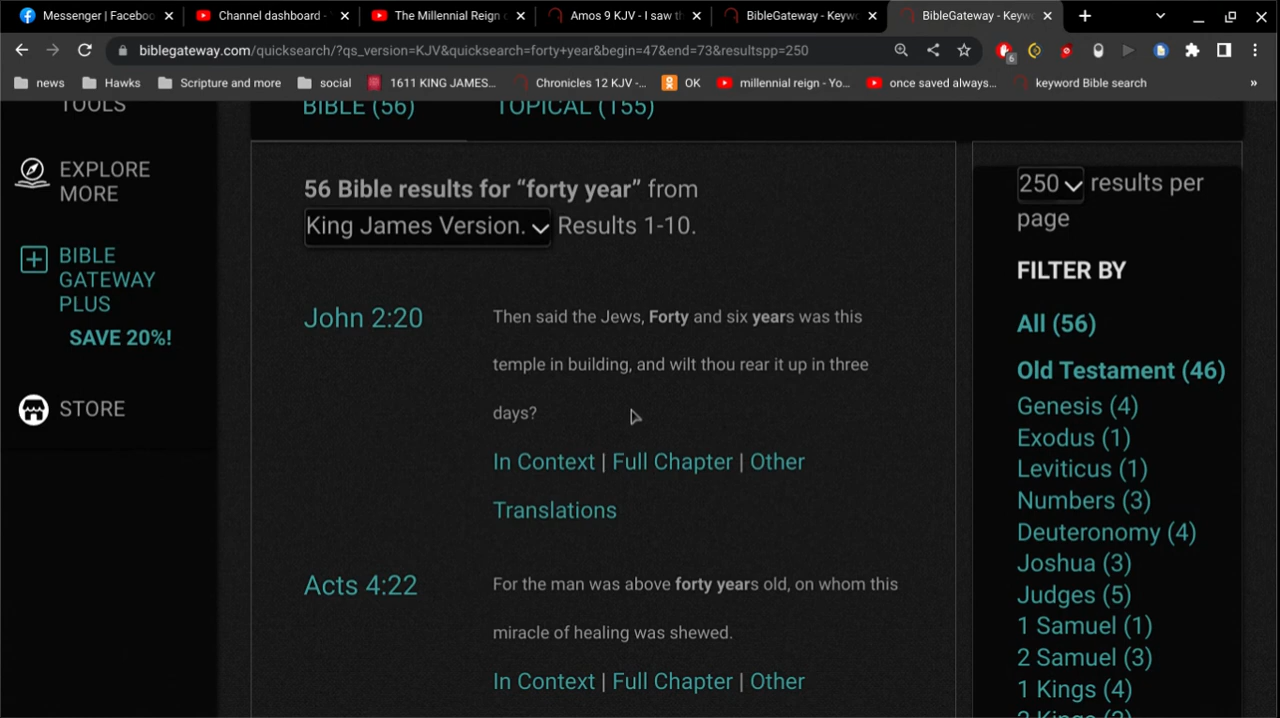 Messenger | Faceboo
Channel dashboard -
The Millennial Reign o
Amos 9 KJV - I saw th
BibleGateway - Keywo
BibleGateway - Keyw
biblegateway.com/quicksearch/?qs_version=KJV&quicksearch=forty+year&begin=47&end=73&resultspp=250
6
news
Hawks
Scripture and more
social
1611 KING JAMES...
Chronicles 12 KJV -...
OK
millennial reign - Yo...
once saved always...
keyword Bible search
»
TOOLS
EXPLORE
MORE
BIBLE
GATEWAY
PLUS
SAVE 20%!
STORE
BIBLE (56)
TOPICAL (155)
56 Bible results for “forty year” from
King James Version. Results 1-10.
John 2:20
Then said the Jews, Forty and six years was this
temple in building, and wilt thou rear it up in three
days?
In Context | Full Chapter | Other
Translations
Acts 4:22
For the man was above forty years old, on whom this
miracle of healing was shewed.
In Context | Full Chapter | Other
250 results per
page
FILTER BY
All (56)
Old Testament (46)
Genesis (4)
Exodus (1)
Leviticus (1)
Numbers (3)
Deuteronomy (4)
Joshua (3)
Judges (5)
1 Samuel (1)
2 Samuel (3)
1 Kings (4)